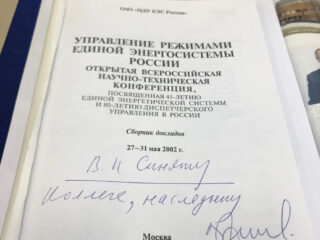 ОАО «ЦДУ ЕЭС России»
УПРАВЛЕНИЕ РЕЖИМАМИ
ЕДИНОЙ ЭНЕРГОСИСТЕМЫ
РОССИИ
ОТКРЫТАЯ ВСЕРОССИЙСКАЯ
НАУЧНО-ТЕХНИЧЕСКАЯ
КОНФЕРЕНЦИЯ,
ПОСВЯЩЕННАЯ 45-ЛЕТИЮ
ЕДИНОЙ ЭНЕРГЕТИЧЕСКОЙ СИСТЕМЫ
И 80-ЛЕТИЮ ДИСПЕТЧЕРСКОГО
УПРАВЛЕНИЯ В РОССИИ
Сборник докладов
27–31 мая 2002 г.
Коллеге, наследнику
Москва